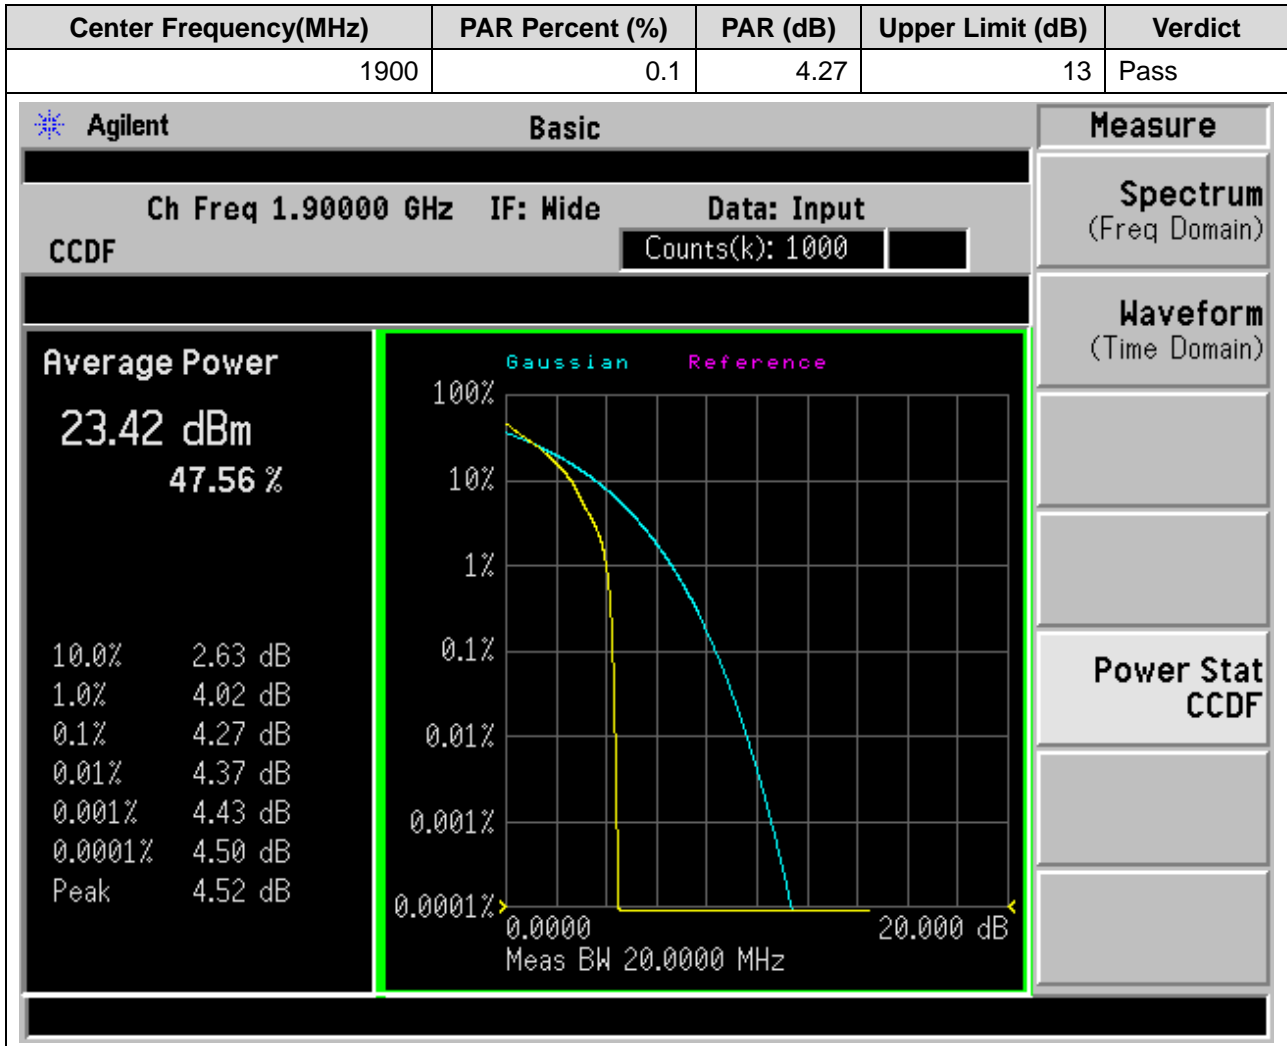 Center Frequency(MHz) PAR Percent (%) PAR (dB) Upper Limit (dB) Verdict
1900 0.1 4.27 13 Pass
Agilent Basic Measure
Ch Freq 1.90000 GHz IF: Wide Data: Input
CCDF Counts(k): 1000
Spectrum
(Freq Domain)
Waveform
(Time Domain)
Power Stat
CCDF
Average Power
23.42 dBm
47.56 %
10.0% 2.63 dB
1.0% 4.02 dB
0.1% 4.27 dB
0.01% 4.37 dB
0.001% 4.43 dB
0.0001% 4.50 dB
Peak 4.52 dB
Gaussian Reference
100%
10%
1%
0.1%
0.01%
0.001%
0.0001%
0.0000 20.000 dB
Meas BW 20.0000 MHz